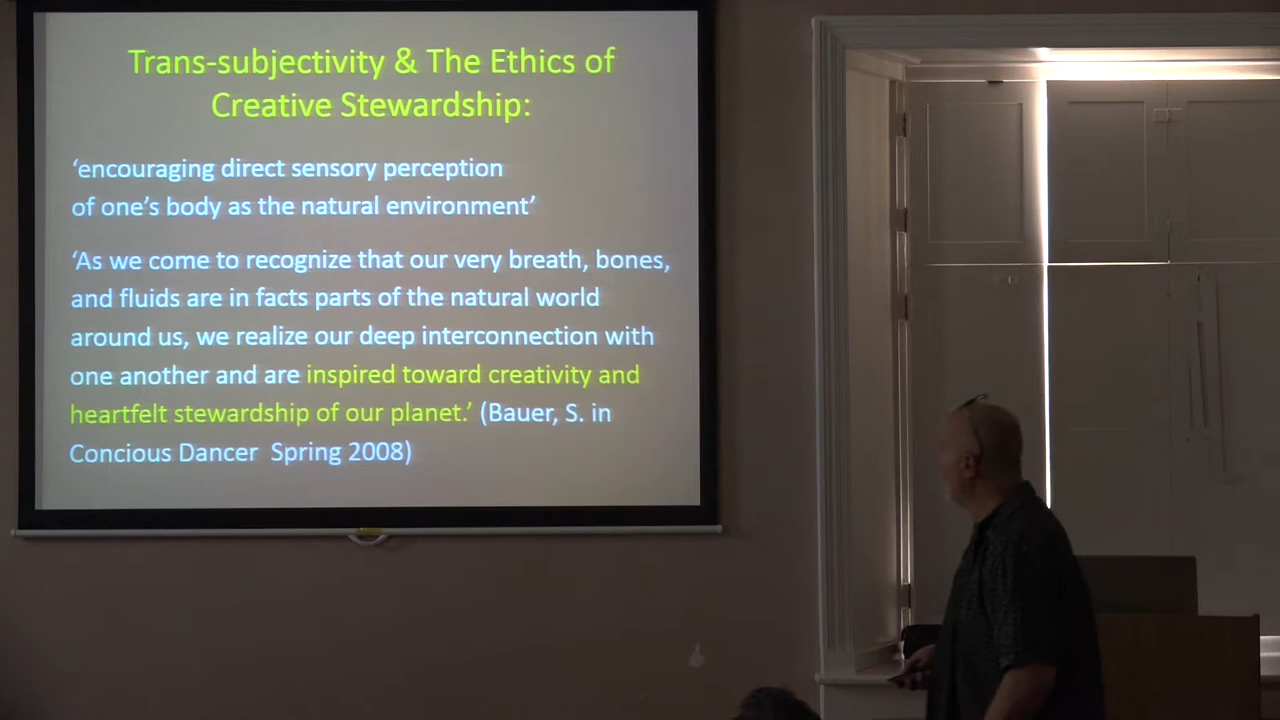 Trans-subjectivity & The Ethics of
Creative Stewardship:
‘encouraging direct sensory perception
of one’s body as the natural environment’
‘As we come to recognize that our very breath, bones,
and fluids are in facts parts of the natural world
around us, we realize our deep interconnection with
one another and are inspired toward creativity and
heartfelt stewardship of our planet.’ (Bauer, S. in
Concious Dancer  Spring 2008)